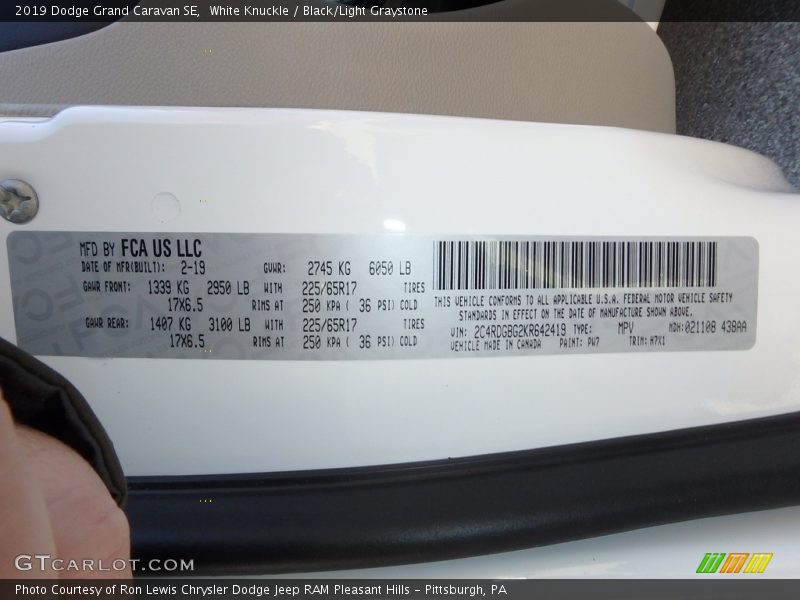 2019 Dodge Grand Caravan SE, White Knuckle / Black/Light Graystone
MFD BY FCA US LLC
DATE OF MFR(BUILT): 2-19 GVWR: 2745 KG 6050 LB
GAWR FRONT: 1339 KG 2950 LB WITH 225/65R17 TIRES
17X6.5 RIMS AT 250 KPA ( 36 PSI) COLD
GAWR REAR: 1407 KG 3100 LB WITH 225/65R17 TIRES
17X6.5 RIMS AT 250 KPA ( 36 PSI) COLD
THIS VEHICLE CONFORMS TO ALL APPLICABLE U.S.A. FEDERAL MOTOR VEHICLE SAFETY
STANDARDS IN EFFECT ON THE DATE OF MANUFACTURE SHOWN ABOVE.
VIN: 2C4RDGBG2KR642419 TYPE: MPV MDH:021108 438AA
VEHICLE MADE IN CANADA PAINT: PW7 TRIM: H7X1
GTCARLOT.COM
Photo Courtesy of Ron Lewis Chrysler Dodge Jeep RAM Pleasant Hills - Pittsburgh, PA